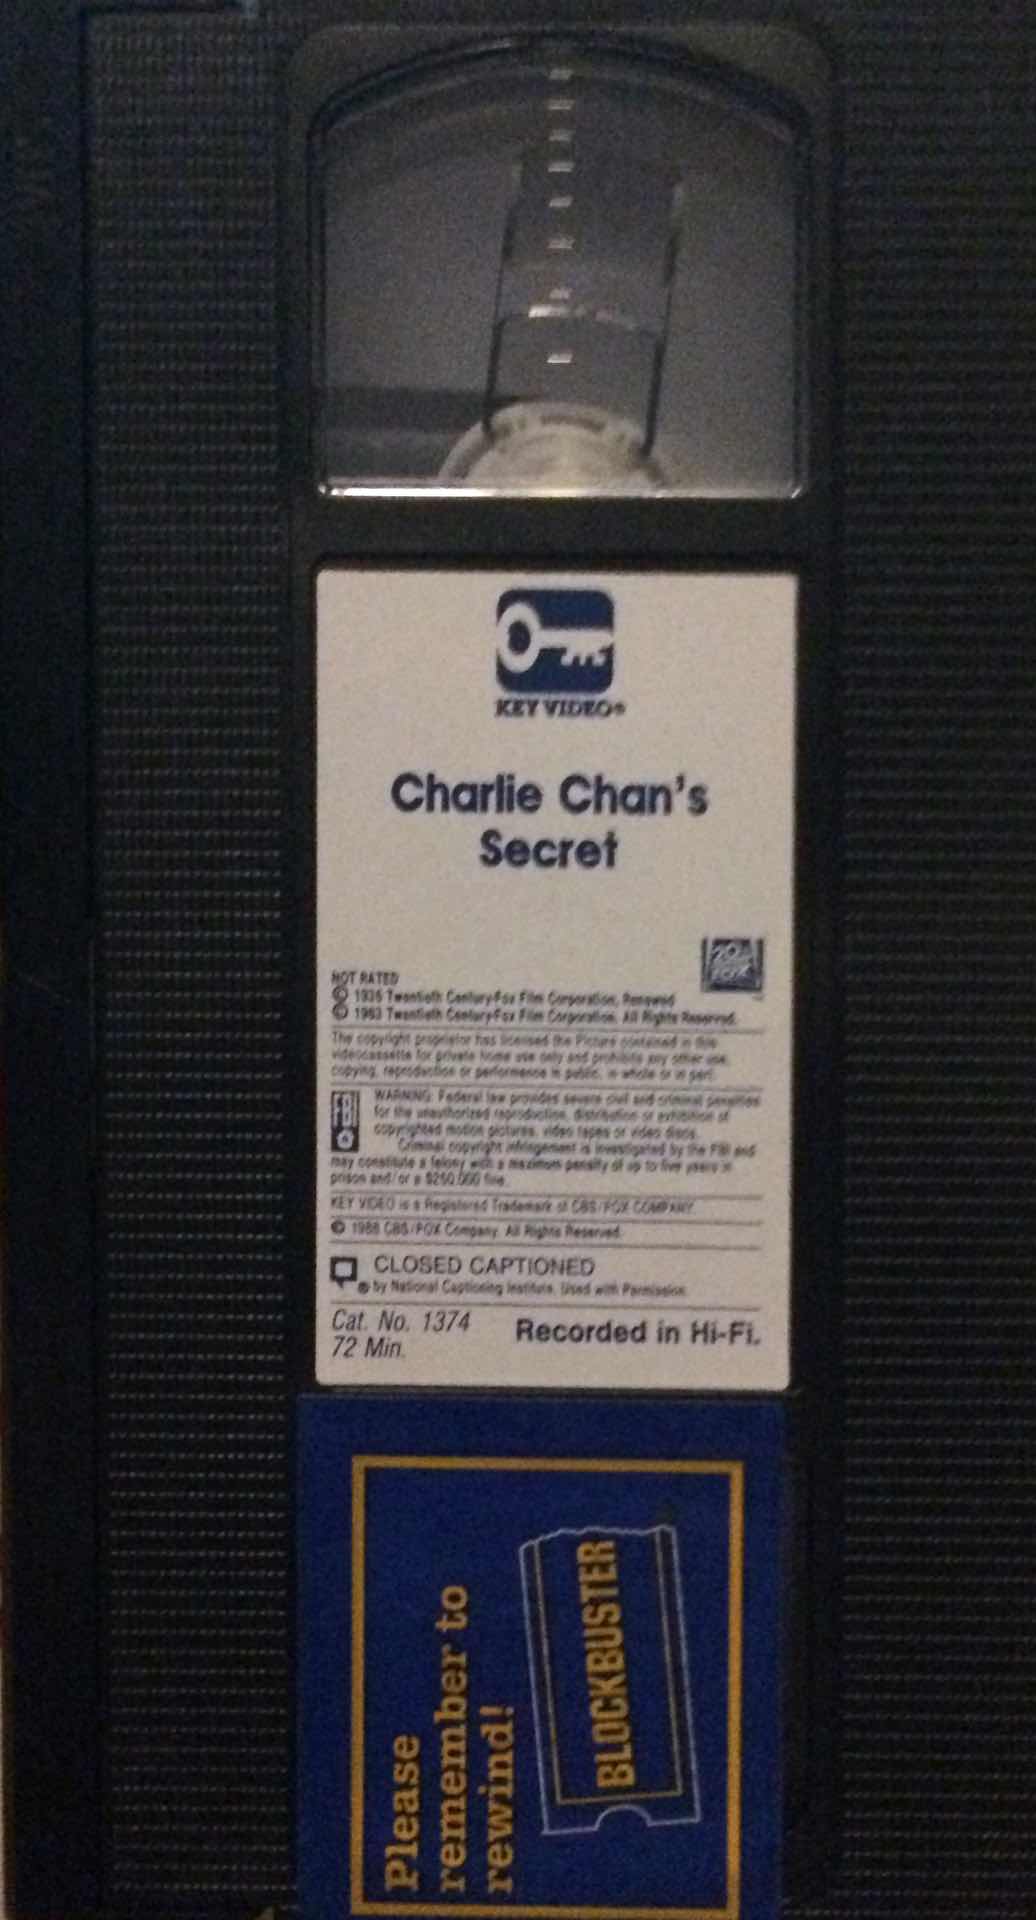 KEY VIDEO®
Charlie Chan's
Secret
20th
CENTURY
FOX
NOT RATED
© 1936 Twentieth Century-Fox Film Corporation, Renewed
© 1963 Twentieth Century-Fox Film Corporation. All Rights Reserved.
The copyright proprietor has licensed the Picture contained in this
videocassette for private home use only and prohibits any other use,
copying, reproduction or performance in public, in whole or in part.
FBI
WARNING: Federal law provides severe civil and criminal penalties
for the unauthorized reproduction, distribution or exhibition of
copyrighted motion pictures, video tapes or video discs.
Criminal copyright infringement is investigated by the FBI and
may constitute a felony with a maximum penalty of up to five years in
prison and/or a $250,000 fine.
KEY VIDEO is a Registered Trademark of CBS/FOX COMPANY.
© 1988 CBS/FOX Company. All Rights Reserved.
CLOSED CAPTIONED
® by National Captioning Institute. Used with Permission.
Cat. No. 1374
72 Min.
Recorded in Hi-Fi.
Please
remember to
rewind!
BLOCKBUSTER